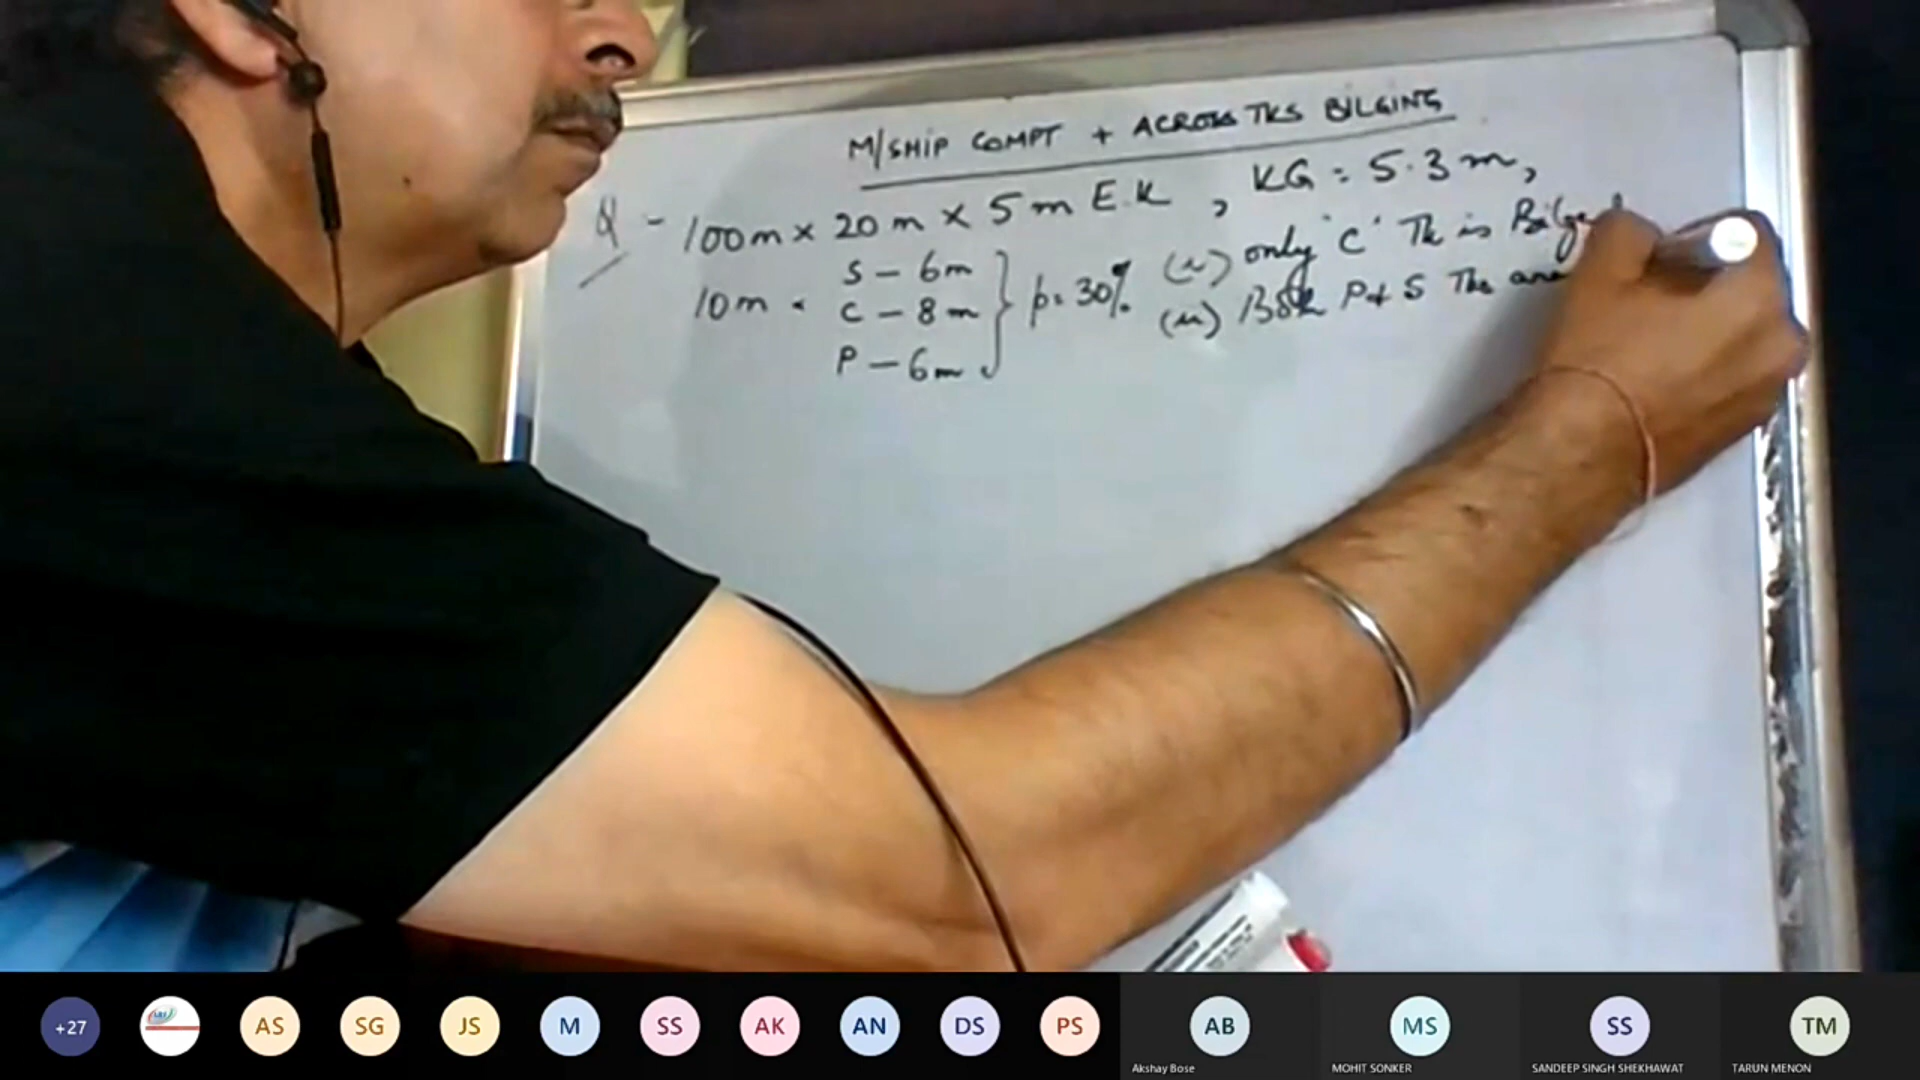 M/SHIP COMPT + ACROSS TKS BILGING
Q - 100m × 20m × 5m E.K, KG = 5.3m,
10m × S - 6m
C - 8m
P - 6m
p = 30%
only 'C' Tk is Bilged
Both P & S Tks are
+27
AS
SG
JS
M
SS
AK
AN
DS
PS
AB
MS
SS
TM
Akshay Bose
MOHIT SONKER
SANDEEP SINGH SHEKHAWAT
TARUN MENON